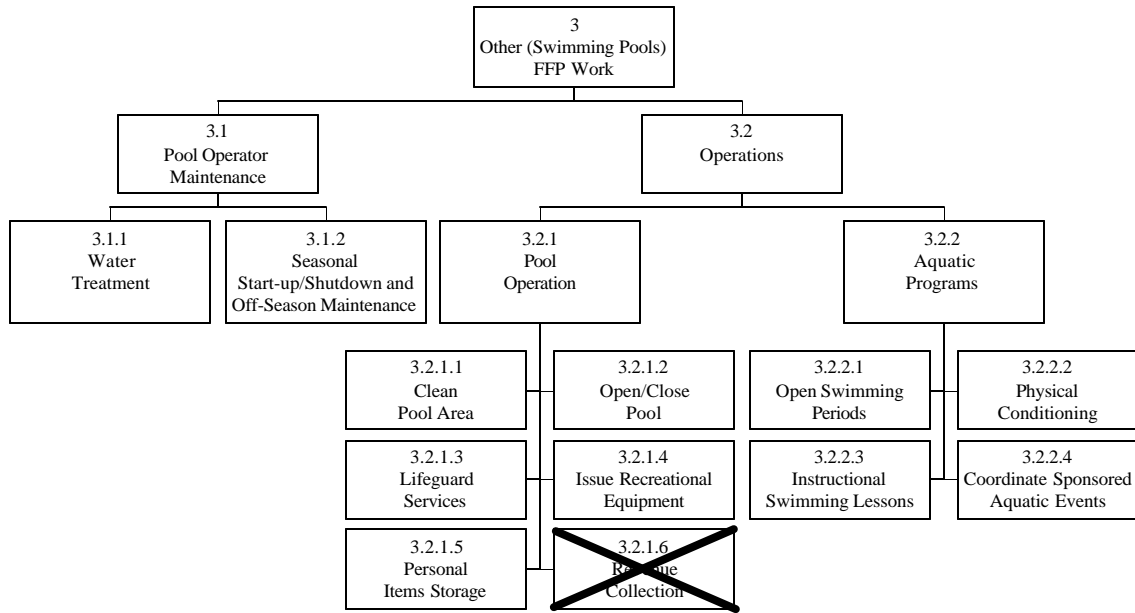 3
Other (Swimming Pools)
FFP Work
3.1
Pool Operator
Maintenance
3.2
Operations
3.1.1
Water
Treatment
3.1.2
Seasonal
Start-up/Shutdown and
Off-Season Maintenance
3.2.1
Pool
Operation
3.2.2
Aquatic
Programs
3.2.1.1
Clean
Pool Area
3.2.1.2
Open/Close
Pool
3.2.2.1
Open Swimming
Periods
3.2.2.2
Physical
Conditioning
3.2.1.3
Lifeguard
Services
3.2.1.4
Issue Recreational
Equipment
3.2.2.3
Instructional
Swimming Lessons
3.2.2.4
Coordinate Sponsored
Aquatic Events
3.2.1.5
Personal
Items Storage
3.2.1.6
Revenue
Collection